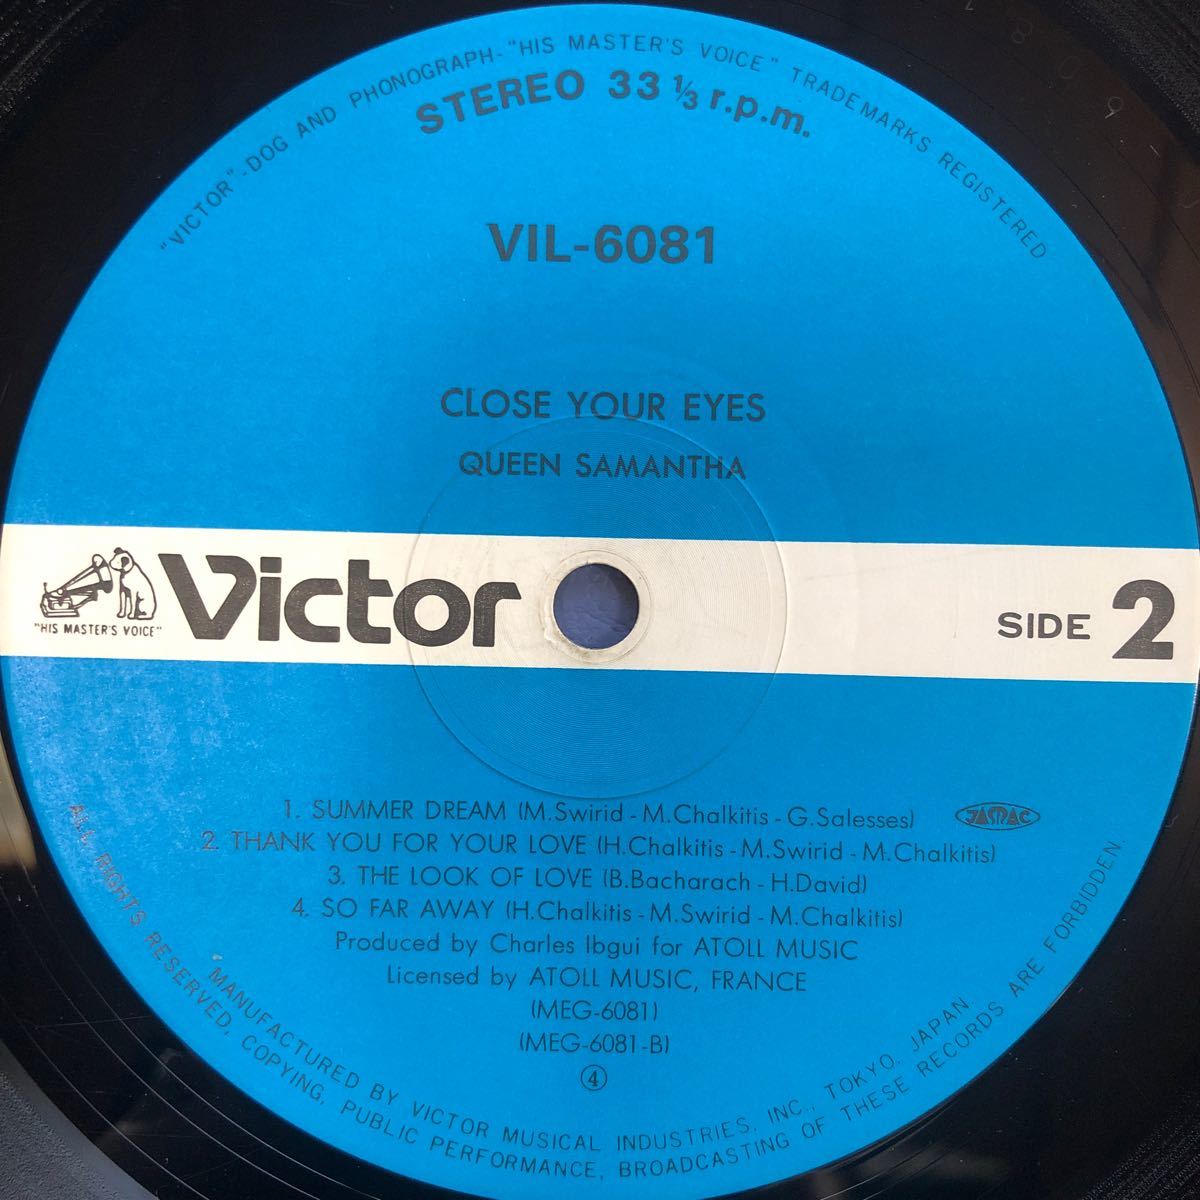 "VICTOR"-DOG AND PHONOGRAPH-"HIS MASTER'S VOICE" TRADEMARKS REGISTERED
STEREO 33 1/3 r.p.m.
VIL-6081
CLOSE YOUR EYES
QUEEN SAMANTHA
"HIS MASTER'S VOICE"
Victor
SIDE 2
1. SUMMER DREAM (M.Swirid - M.Chalkitis - G.Salesses)
JASRAC
2. THANK YOU FOR YOUR LOVE (H.Chalkitis - M.Swirid - M.Chalkitis)
3. THE LOOK OF LOVE (B.Bacharach - H.David)
4. SO FAR AWAY (H.Chalkitis - M.Swirid - M.Chalkitis)
Produced by Charles Ibgui for ATOLL MUSIC
Licensed by ATOLL MUSIC, FRANCE
(MEG-6081)
(MEG-6081-B)
④
MANUFACTURED BY VICTOR MUSICAL INDUSTRIES, INC., TOKYO, JAPAN
ALL RIGHTS RESERVED, COPYING, PUBLIC PERFORMANCE, BROADCASTING OF THESE RECORDS ARE FORBIDDEN.